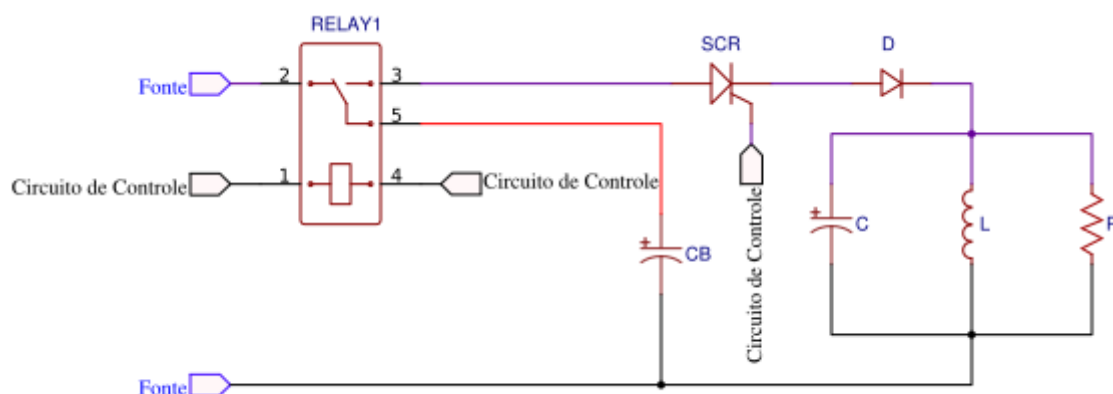 RELAY1
SCR
D
Fonte
2
3
5
Circuito de Controle
1
4
Circuito de Controle
Circuito de Controle
+
CB
+
C
L
Fonte